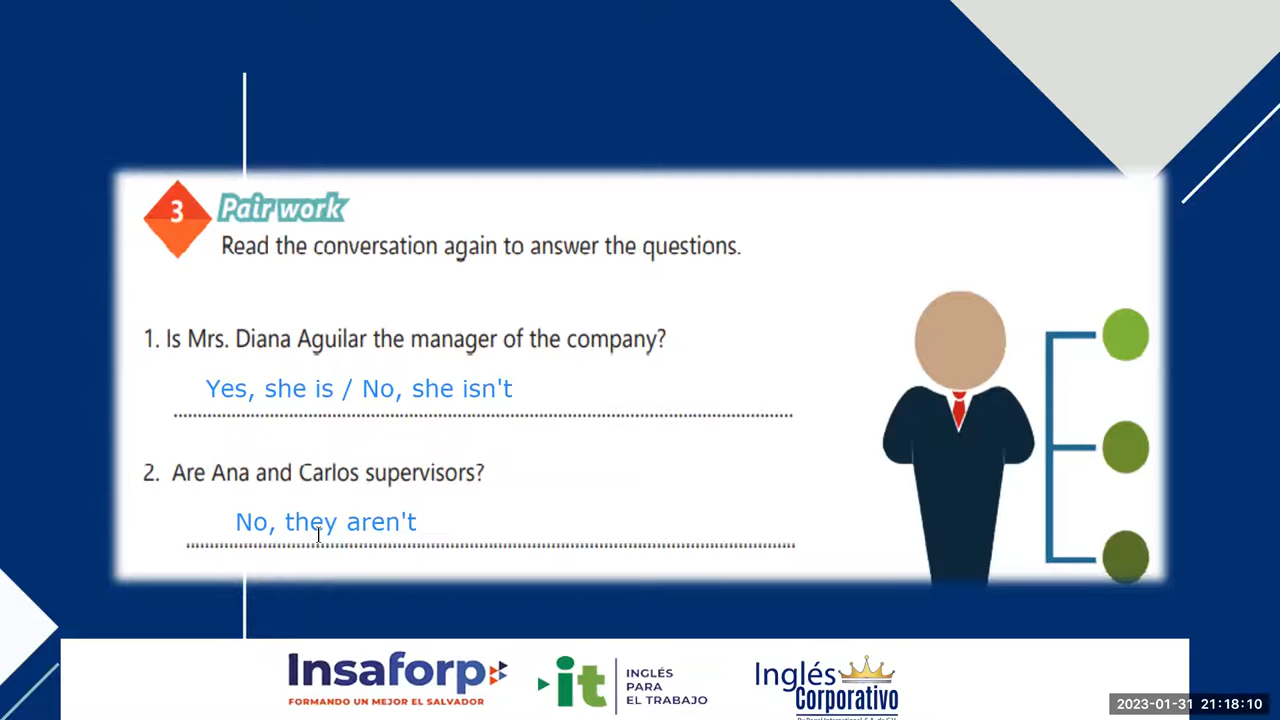 3
Pair work
Read the conversation again to answer the questions.
1. Is Mrs. Diana Aguilar the manager of the company?
Yes, she is / No, she isn't
2. Are Ana and Carlos supervisors?
No, they aren't
Insaforp
FORMANDO UN MEJOR EL SALVADOR
it
INGLÉS
PARA
EL TRABAJO
Inglés
Corporativo
2023-01-31 21:18:10